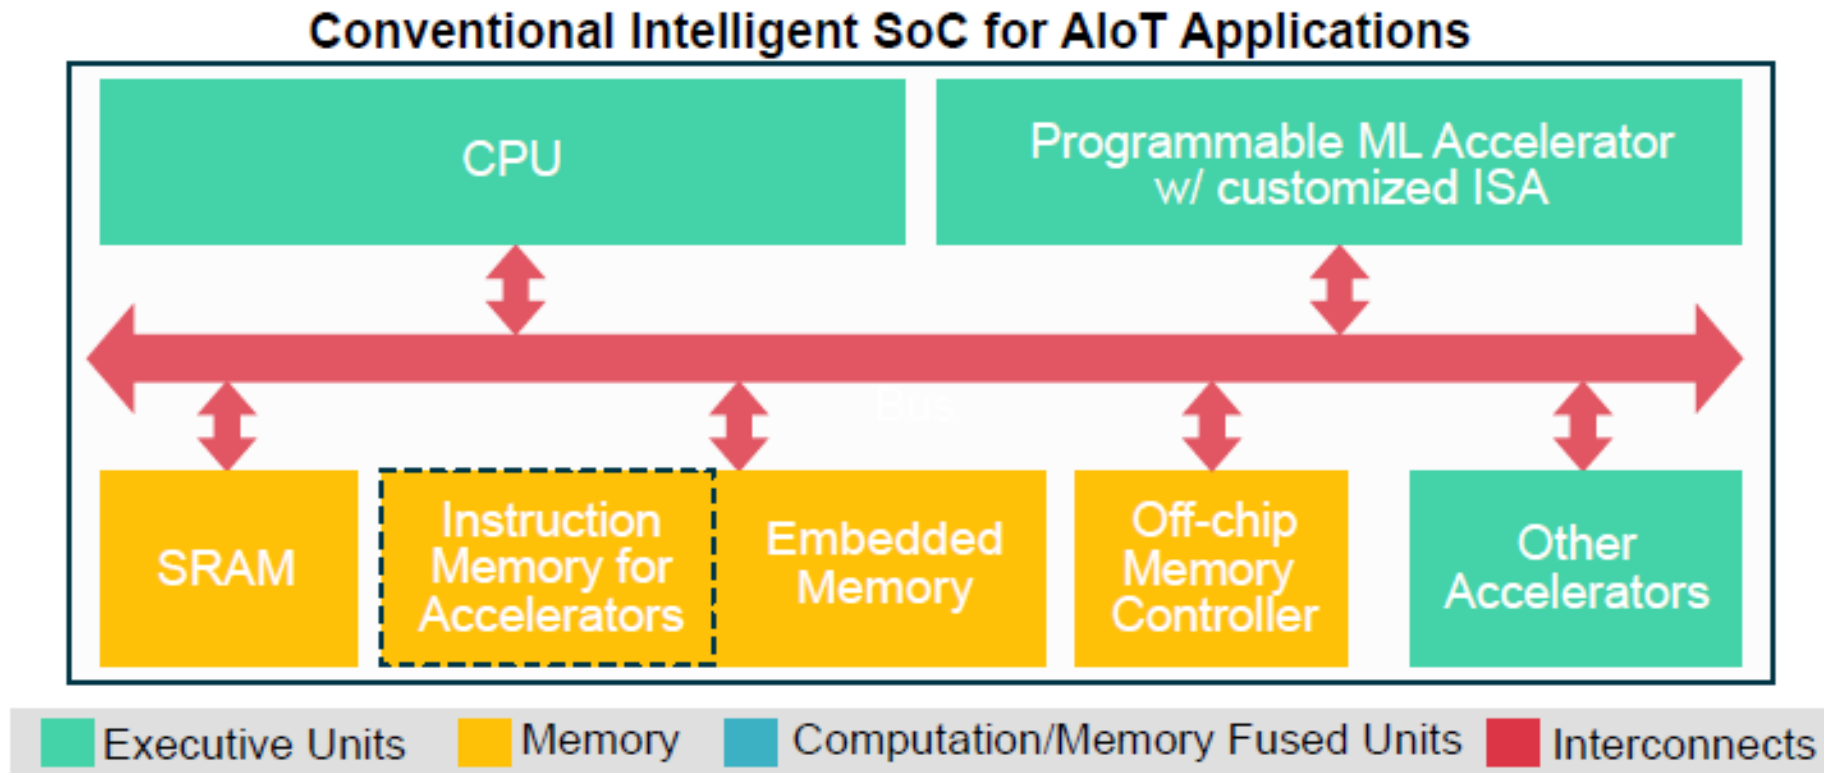 Conventional Intelligent SoC for AIoT Applications
CPU
Programmable ML Accelerator
w/ customized ISA
Bus
SRAM
Instruction
Memory for
Accelerators
Embedded
Memory
Off-chip
Memory
Controller
Other
Accelerators
Executive Units
Memory
Computation/Memory Fused Units
Interconnects